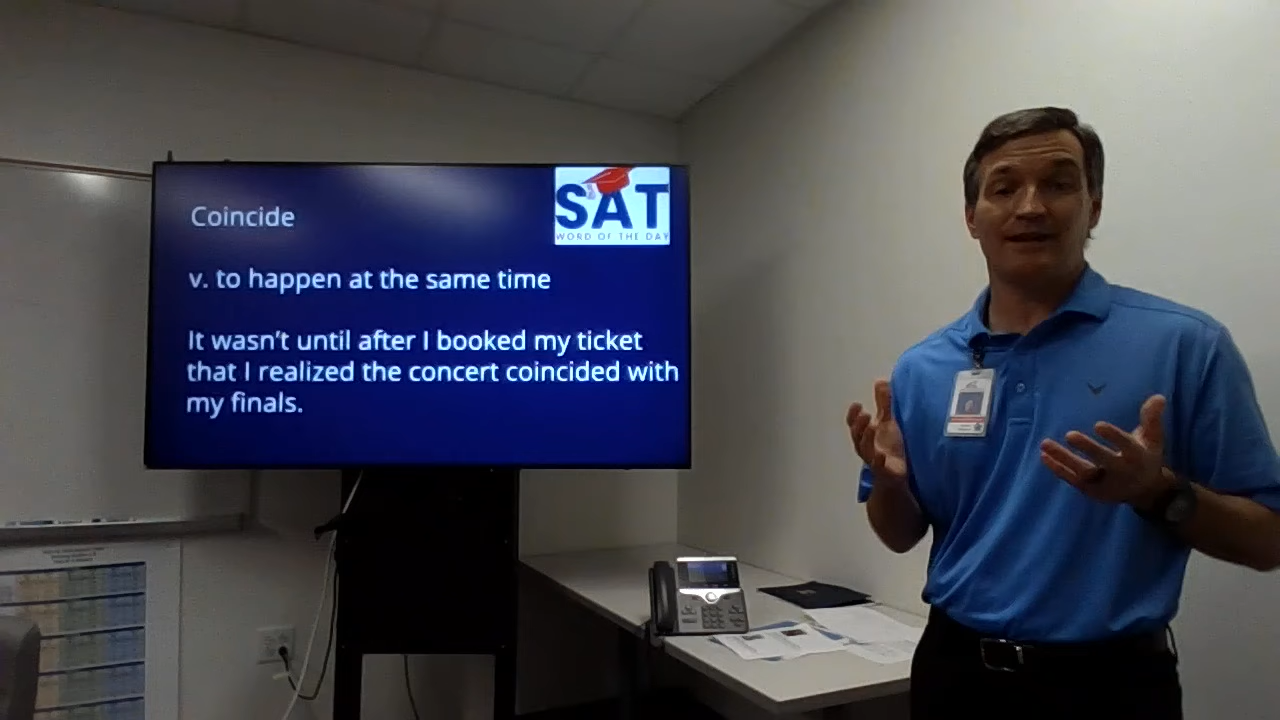 SAT
WORD OF THE DAY
Coincide
v. to happen at the same time
It wasn't until after I booked my ticket
that I realized the concert coincided with
my finals.